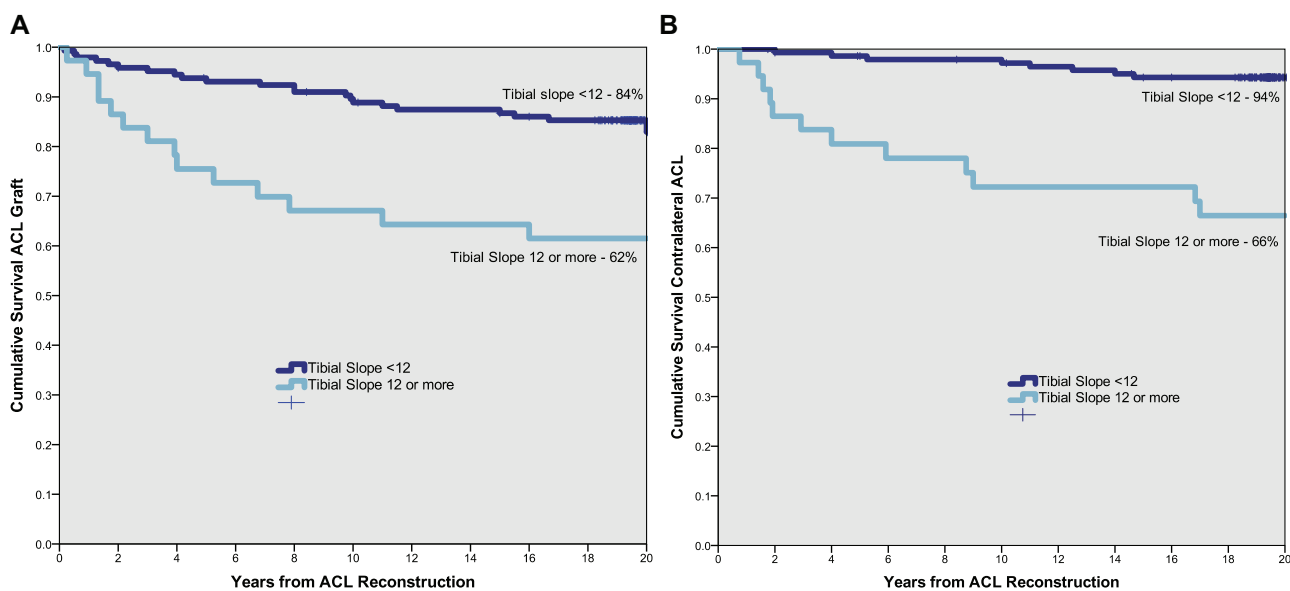 A
Cumulative Survival ACL Graft
1.0
0.9
0.8
0.7
0.6
0.5
0.4
0.3
0.2
0.1
0.0
Tibial slope <12 - 84%
Tibial Slope 12 or more - 62%
Tibial Slope <12
Tibial Slope 12 or more
0 2 4 6 8 10 12 14 16 18 20
Years from ACL Reconstruction
B
Cumulative Survival Contralateral ACL
1.0
0.9
0.8
0.7
0.6
0.5
0.4
0.3
0.2
0.1
0.0
Tibial Slope <12 - 94%
Tibial Slope 12 or more - 66%
Tibial Slope <12
Tibial Slope 12 or more
0 2 4 6 8 10 12 14 16 18 20
Years from ACL Reconstruction